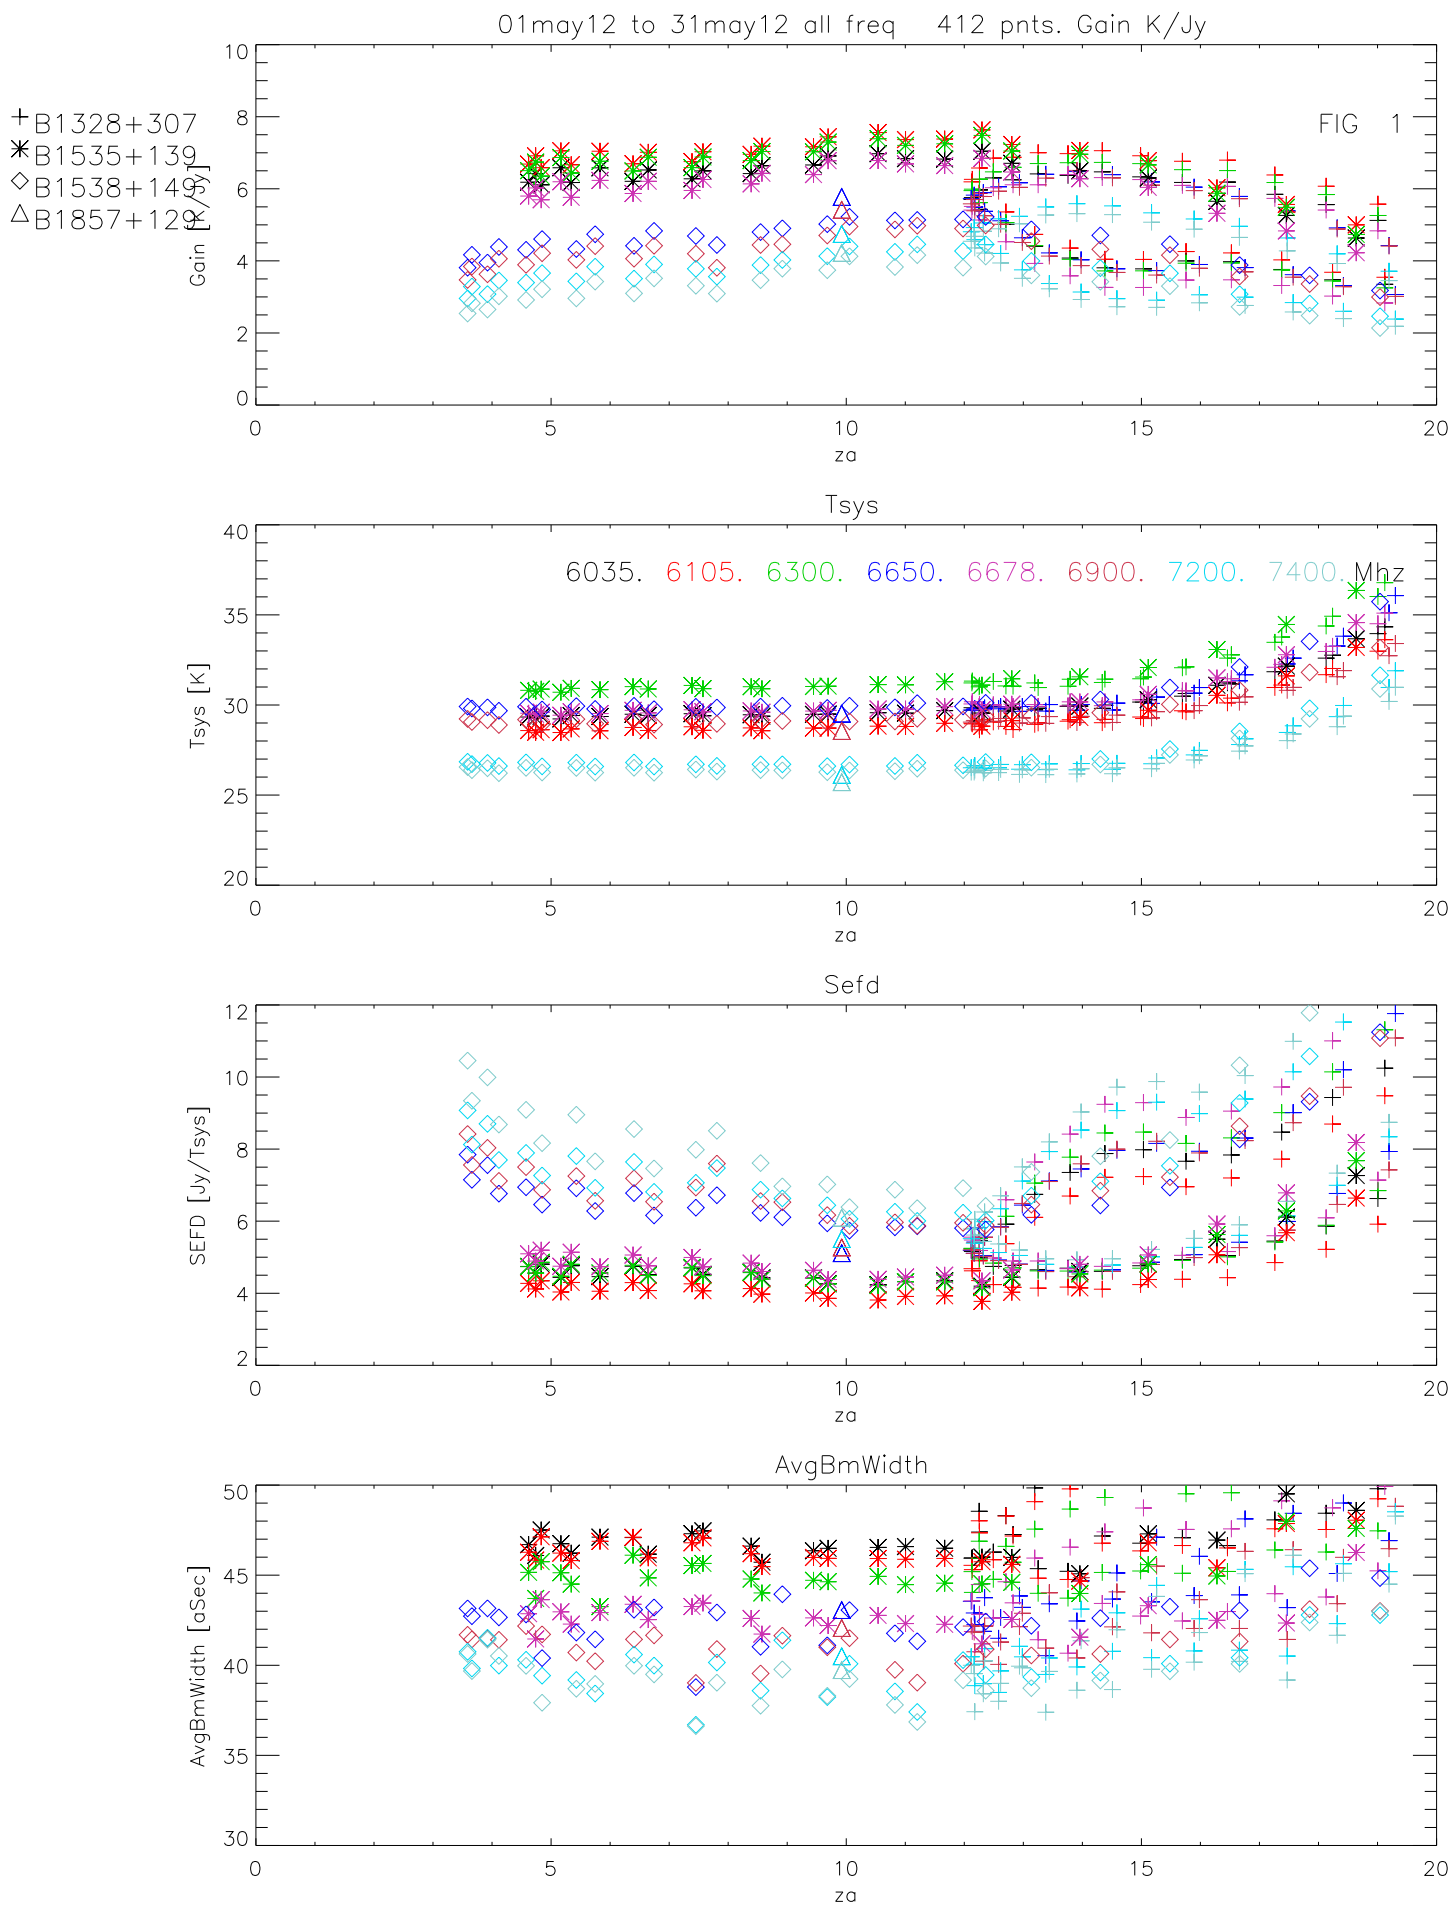 01may12 to 31may12 all freq 412 pnts. Gain K/Jy
B1328+307
B1535+139
B1538+149
B1857+129
FIG 1
Gain [K/Jy]
10
8
6
4
2
0
0 5 10 15 20
za
Tsys
6035. 6105. 6300. 6650. 6678. 6900. 7200. 7400. Mhz
Tsys [K]
40
35
30
25
20
0 5 10 15 20
za
Sefd
SEFD [Jy/Tsys]
12
10
8
6
4
2
0 5 10 15 20
za
AvgBmWidth
AvgBmWidth [aSec]
50
45
40
35
30
0 5 10 15 20
za